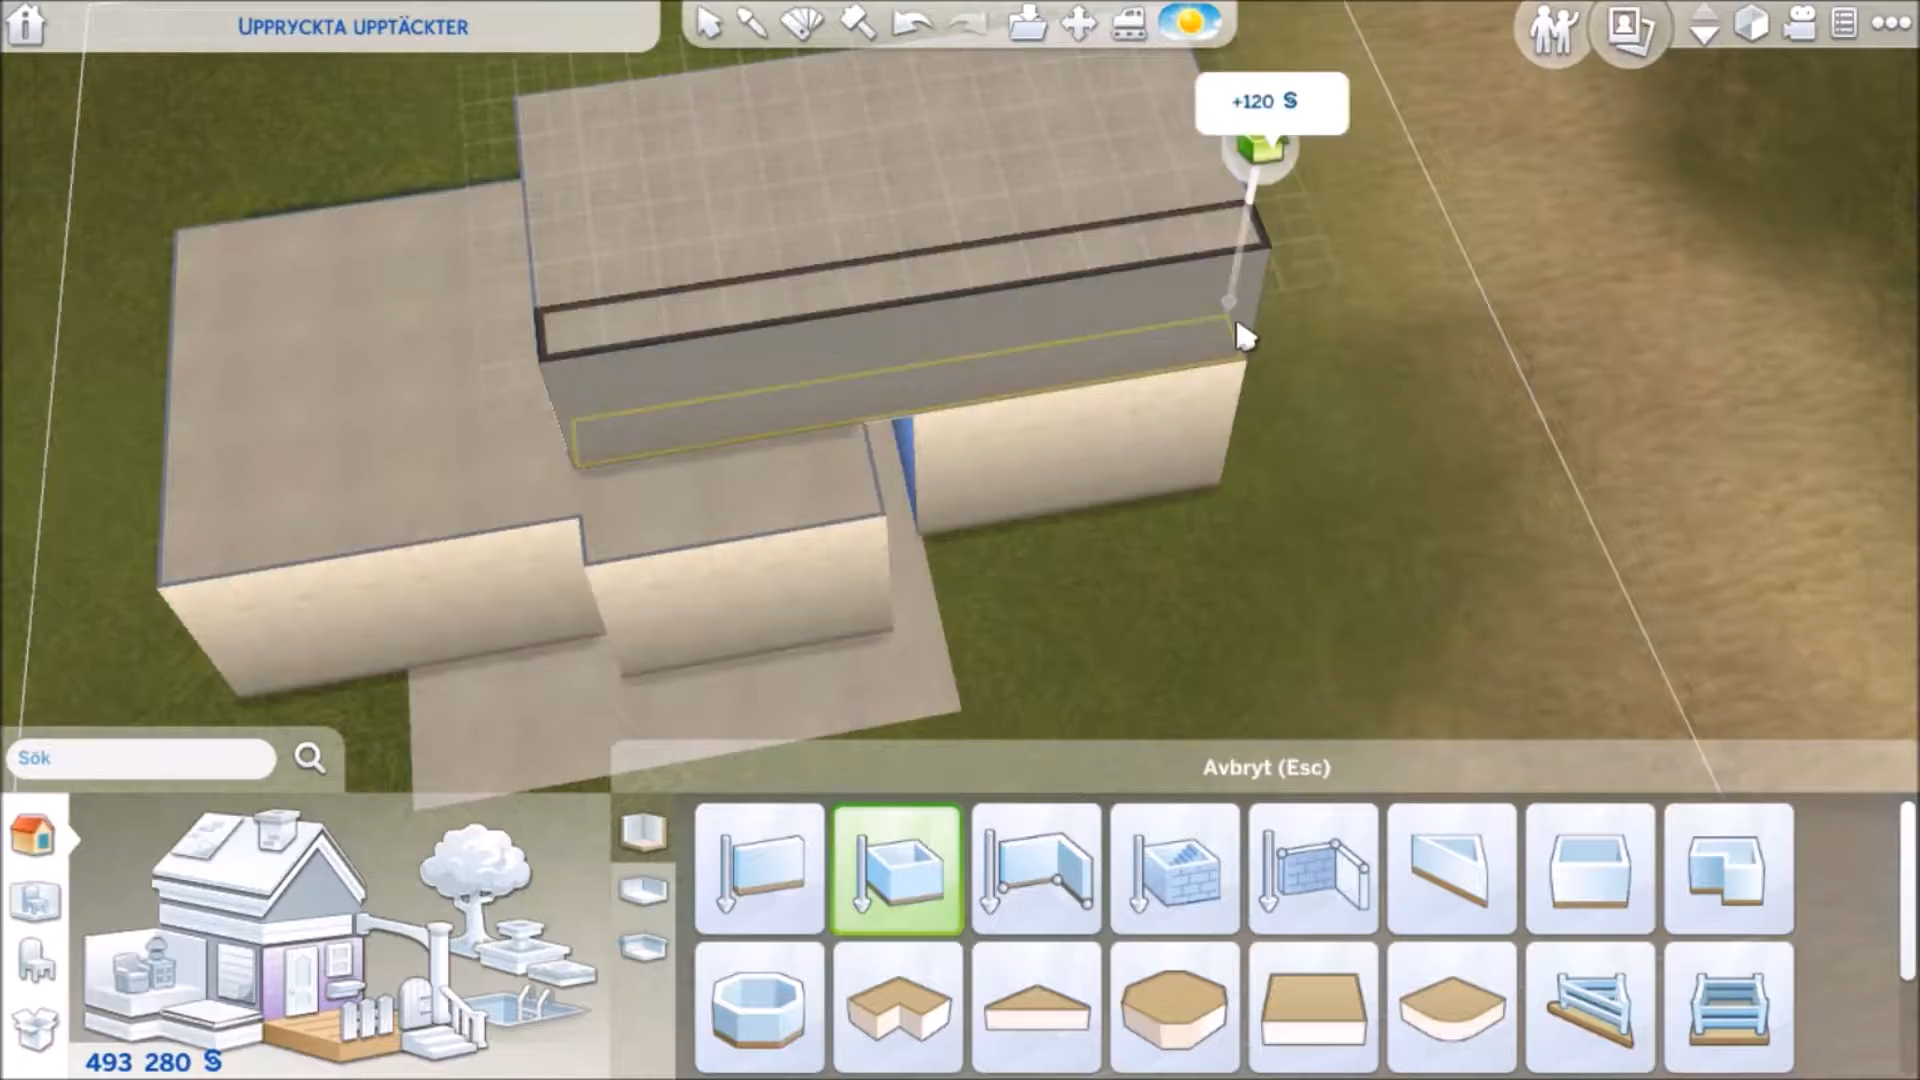 UPPRYCKTA UPPTÄCKTER
+120 S
Sök
Avbryt (Esc)
493 280 S